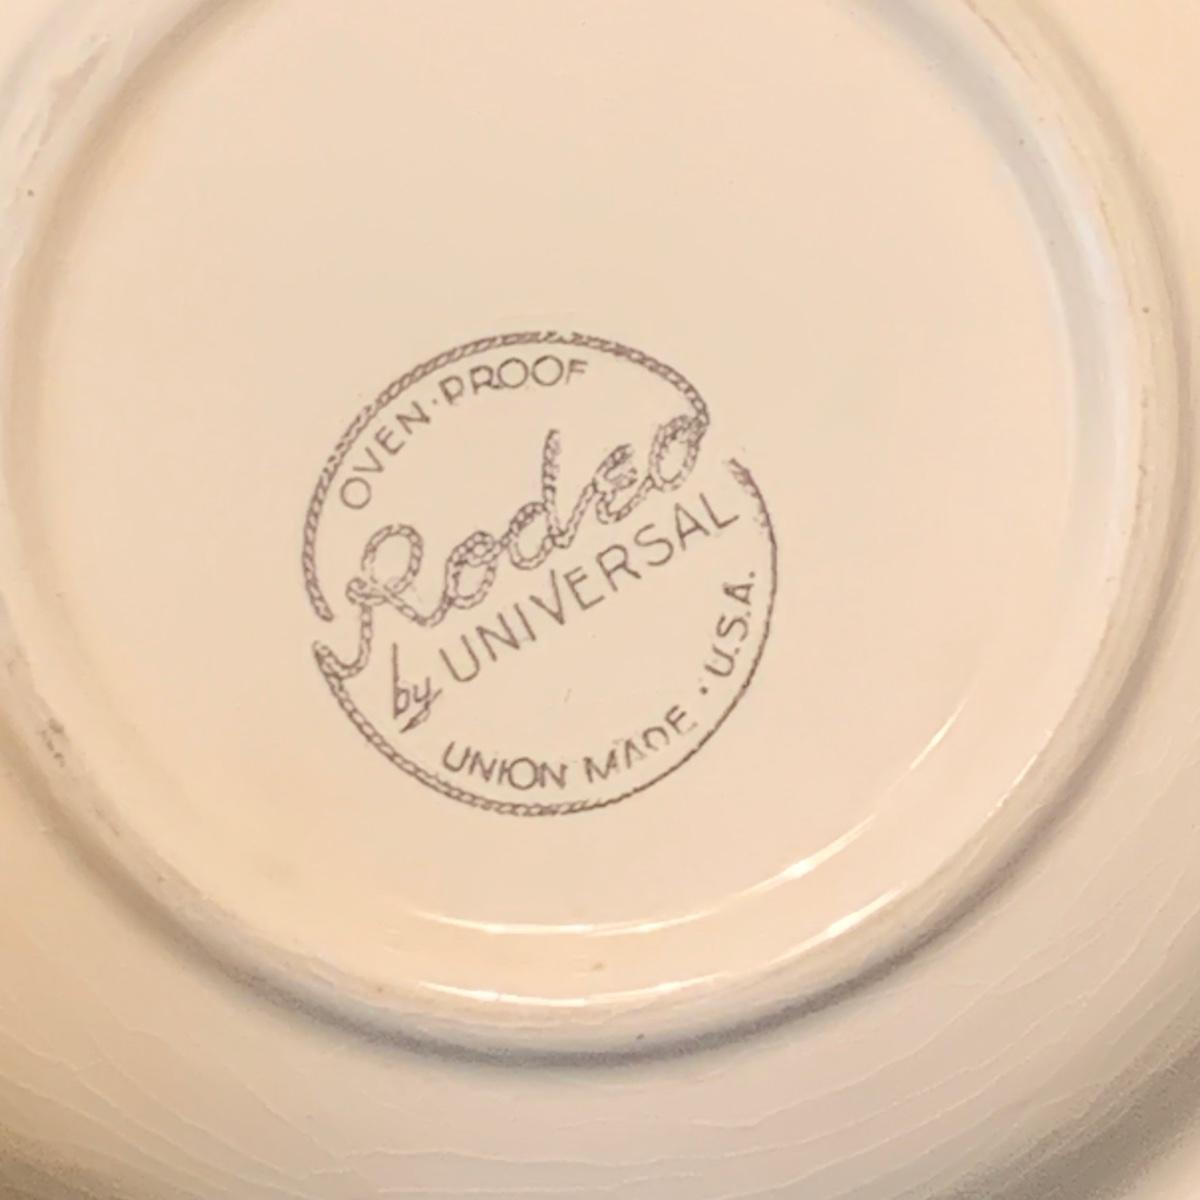 OVEN·PROOF
Rodeo
by UNIVERSAL
UNION MADE · U.S.A.